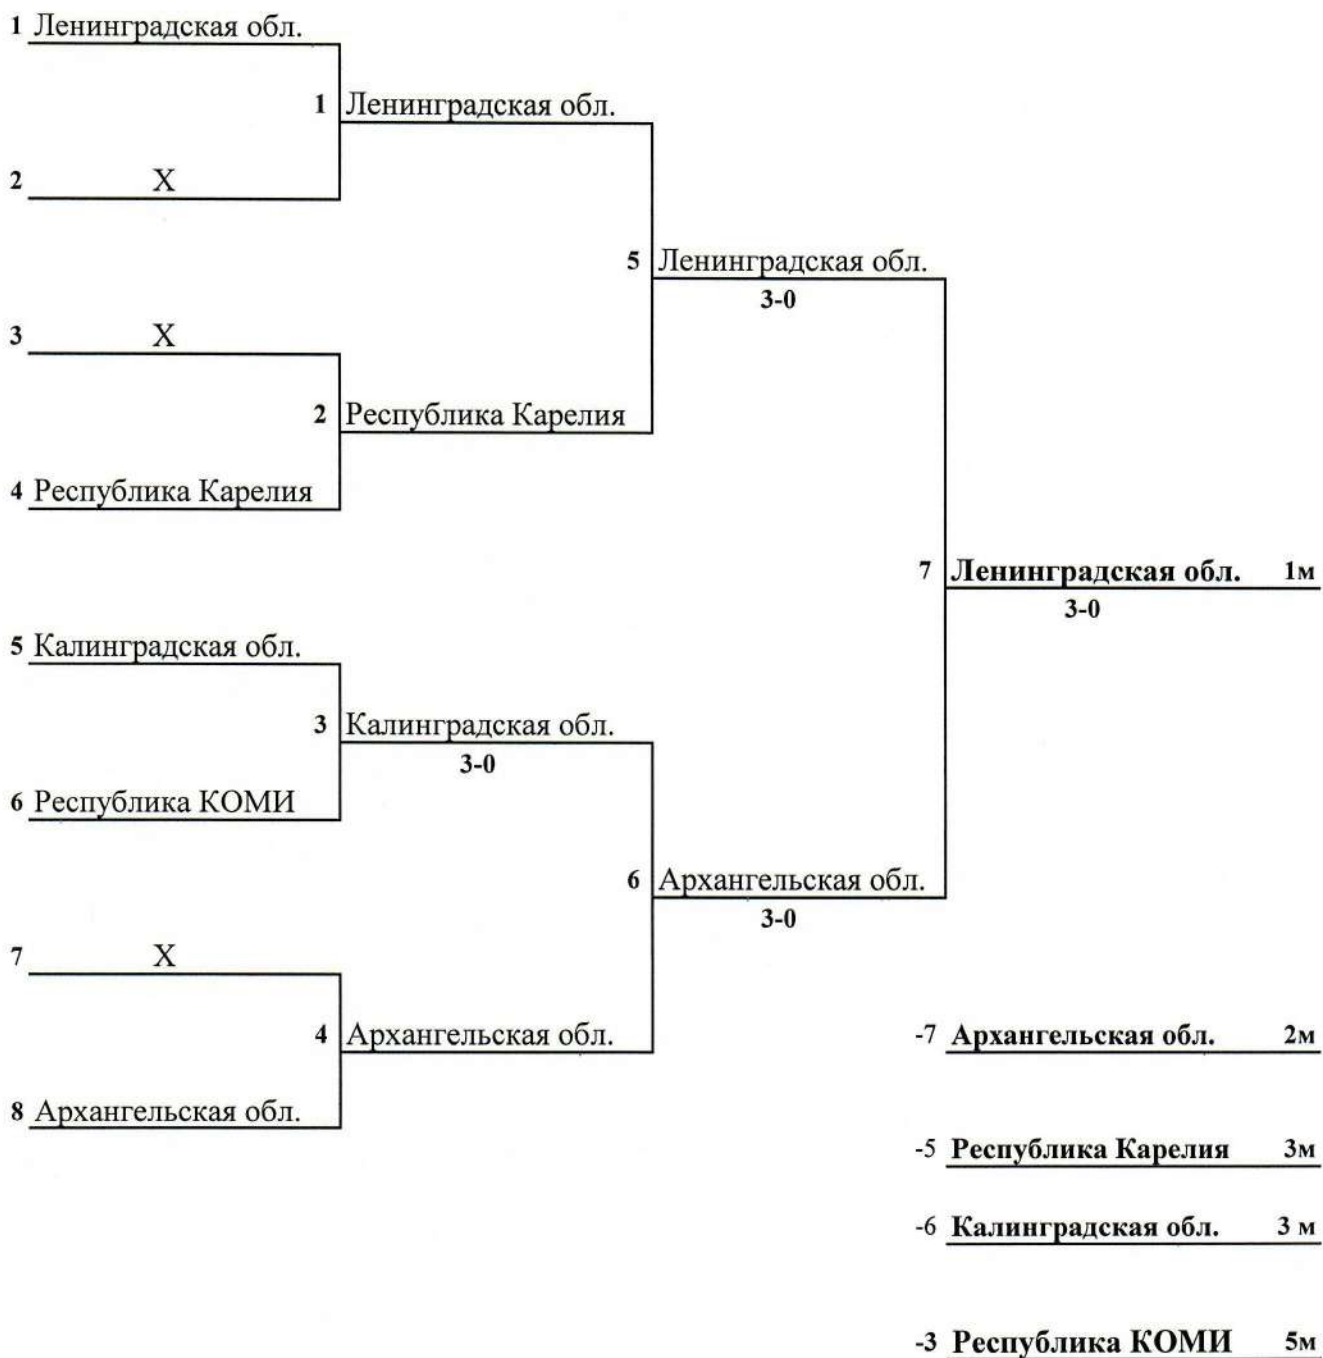 1 Ленинградская обл.
1 Ленинградская обл.
2 X
5 Ленинградская обл.
3-0
3 X
2 Республика Карелия
4 Республика Карелия
7 Ленинградская обл. 1м
3-0
5 Калинградская обл.
3 Калинградская обл.
3-0
6 Республика КОМИ
6 Архангельская обл.
3-0
7 X
4 Архангельская обл.
-7 Архангельская обл. 2м
8 Архангельская обл.
-5 Республика Карелия 3м
-6 Калинградская обл. 3 м
-3 Республика КОМИ 5м